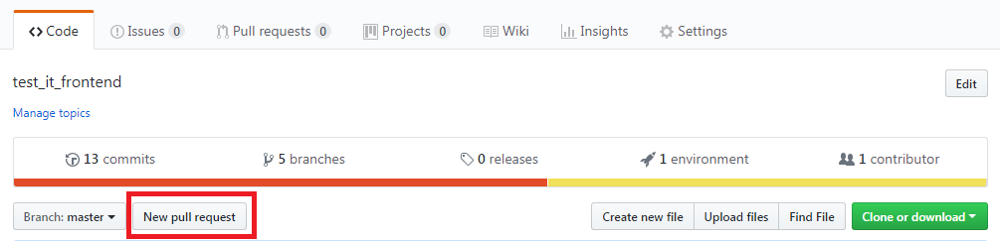 Code Issues 0 Pull requests 0 Projects 0 Wiki Insights Settings
test_it_frontend Edit
Manage topics
13 commits 5 branches 0 releases 1 environment 1 contributor
Branch: master New pull request Create new file Upload files Find File Clone or download